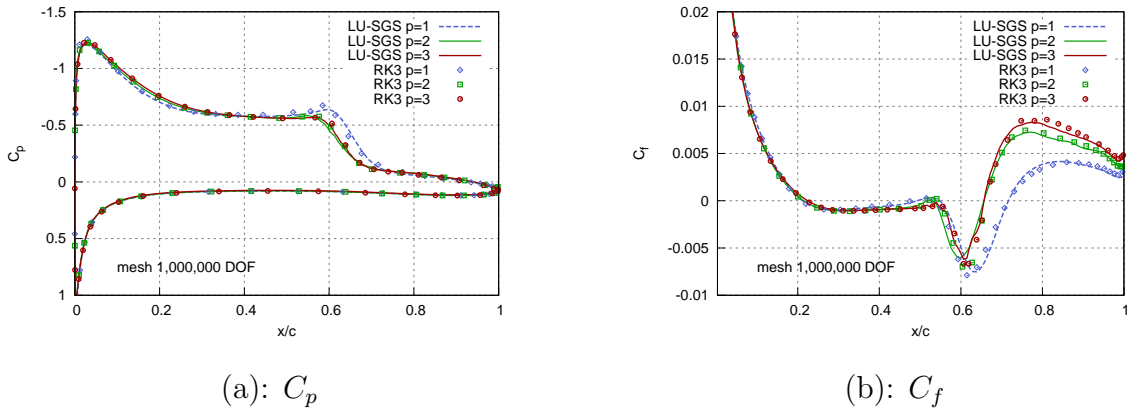 -1.5
-1
-0.5
0
0.5
1
0
0.2
0.4
0.6
0.8
1
C_p
x/c
LU-SGS p=1
LU-SGS p=2
LU-SGS p=3
RK3 p=1
RK3 p=2
RK3 p=3
mesh 1,000,000 DOF
(a): C_p
0.02
0.015
0.01
0.005
0
-0.005
-0.01
0.2
0.4
0.6
0.8
1
C_f
x/c
LU-SGS p=1
LU-SGS p=2
LU-SGS p=3
RK3 p=1
RK3 p=2
RK3 p=3
mesh 1,000,000 DOF
(b): C_f